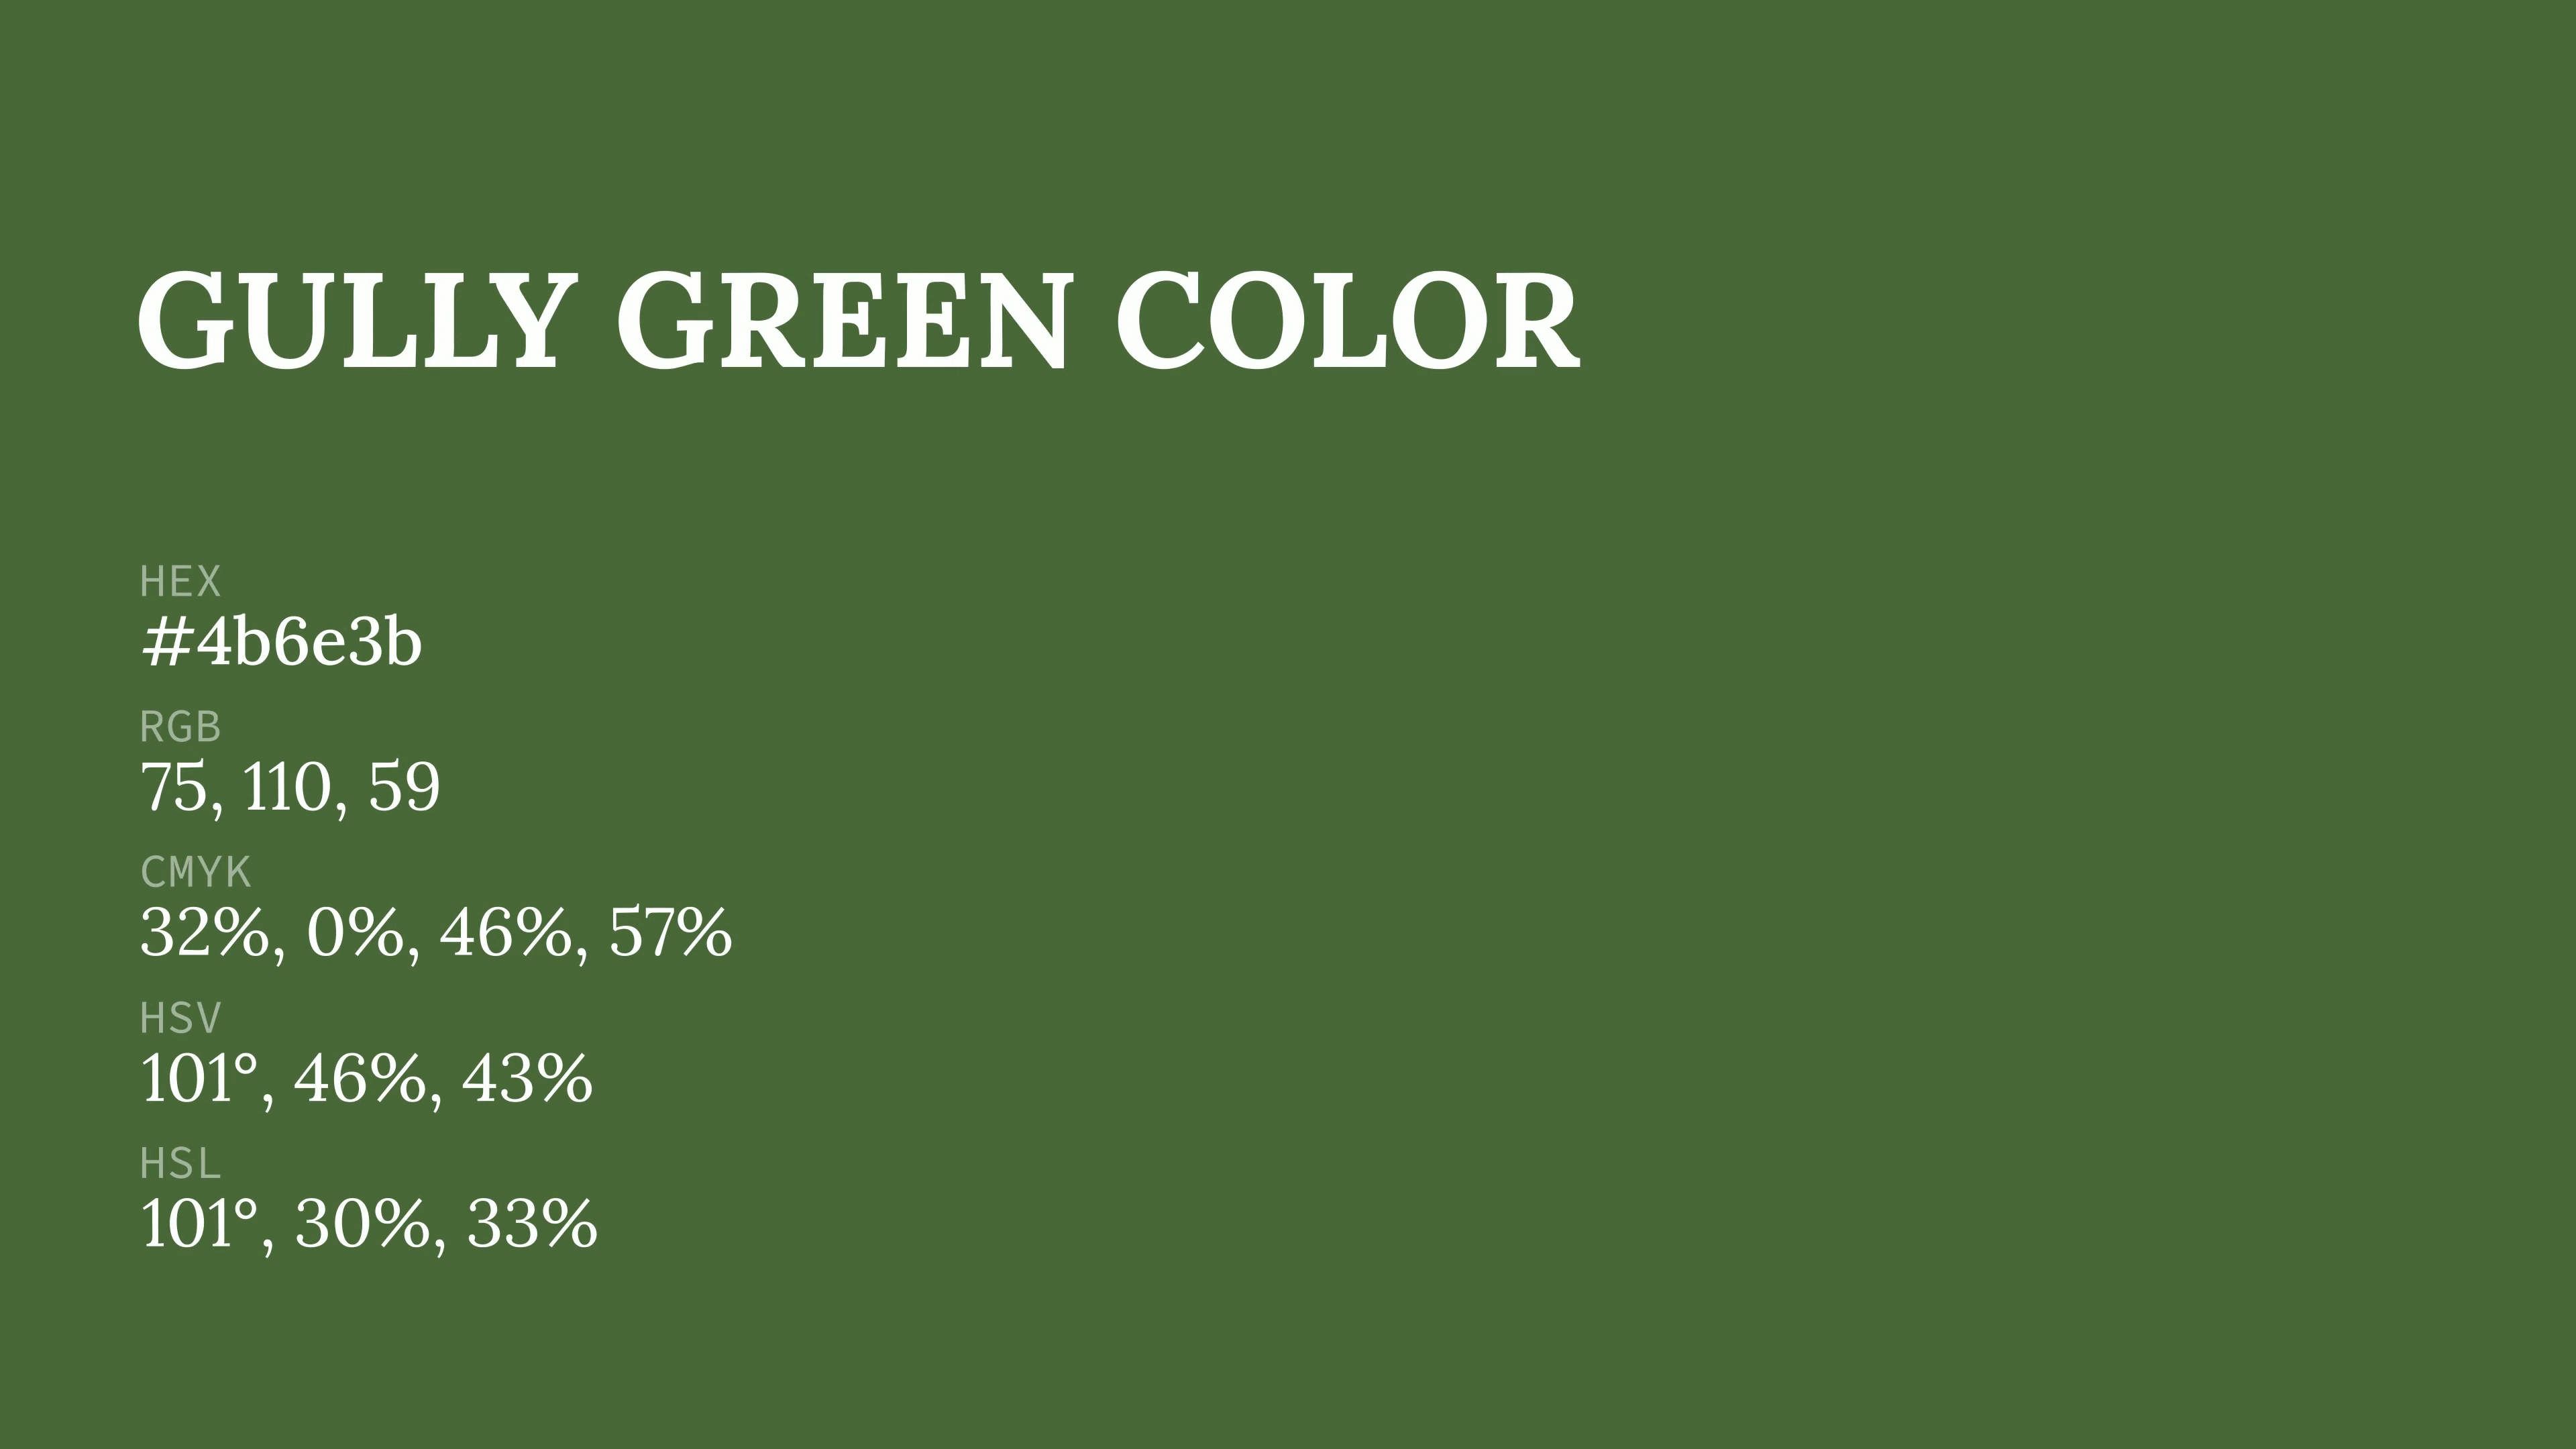 GULLY GREEN COLOR
HEX
#4b6e3b
RGB
75, 110, 59
CMYK
32%, 0%, 46%, 57%
HSV
101°, 46%, 43%
HSL
101°, 30%, 33%